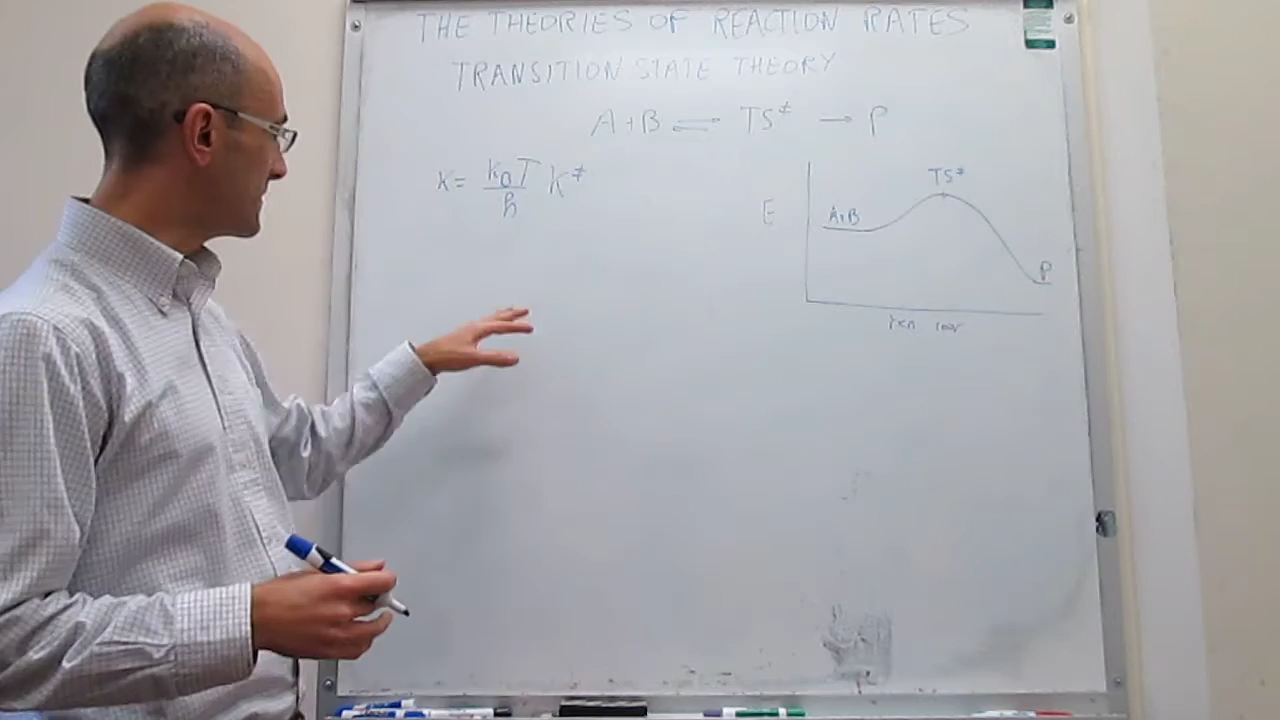 THE THEORIES OF REACTION RATES
TRANSITION STATE THEORY
A+B ⇌ TS‡ → P
k = kBT/h K‡
TS‡
E
A+B
P
rxn coor